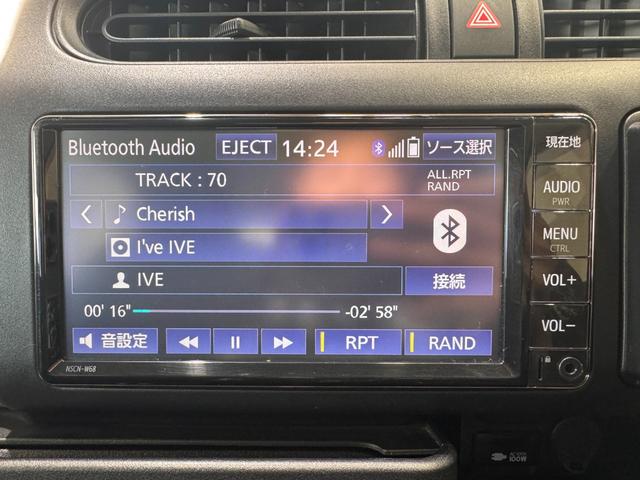 Bluetooth Audio EJECT 14:24 ソース選択
TRACK : 70 ALL.RPT
RAND
Cherish
I've IVE
IVE 接続
00' 16" -02' 58"
音設定 RPT RAND
NSCN-W68
現在地
AUDIO
PWR
MENU
CTRL
VOL+
VOL−
AC100V
100W